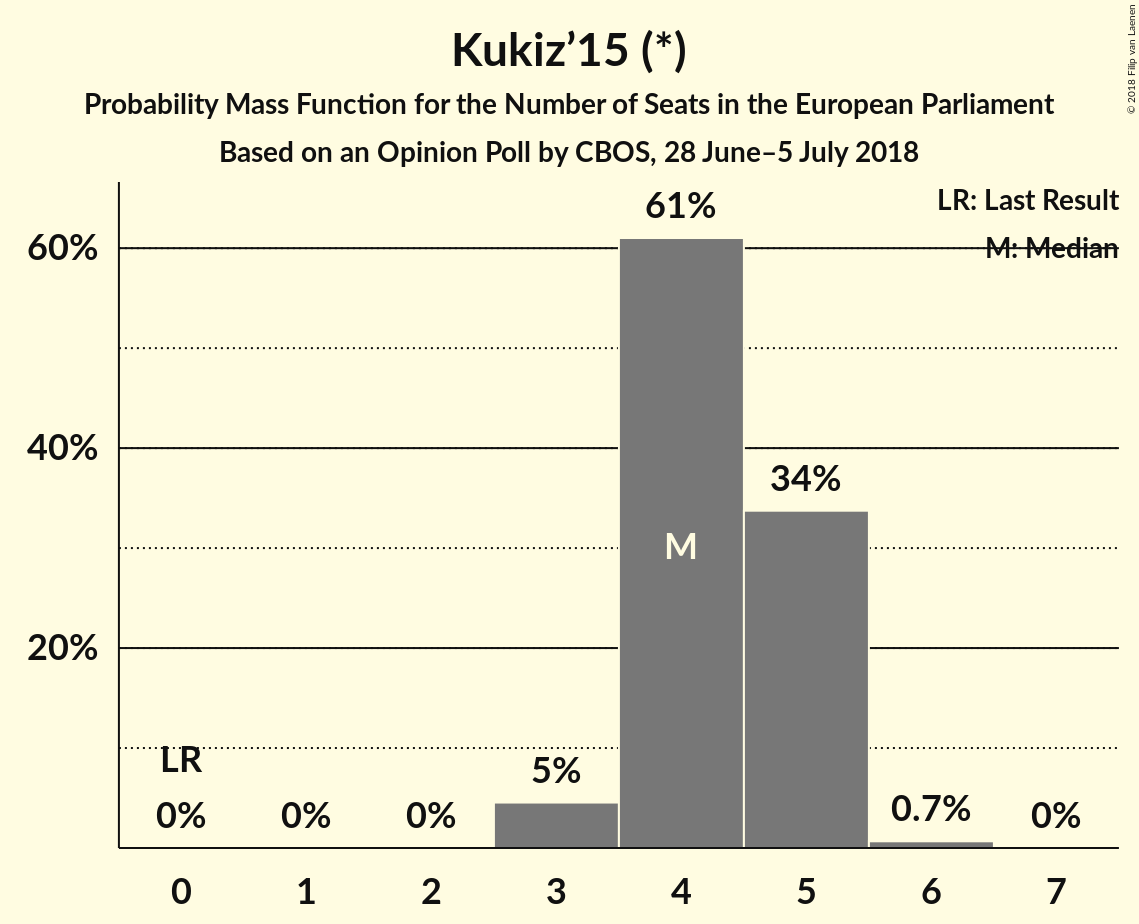 Kukiz’15 (*)
Probability Mass Function for the Number of Seats in the European Parliament
Based on an Opinion Poll by CBOS, 28 June–5 July 2018
© 2018 Filip van Laenen
LR: Last Result
M: Median
60%
40%
20%
61%
34%
M
LR
0%
0%
0%
5%
0.7%
0%
0
1
2
3
4
5
6
7